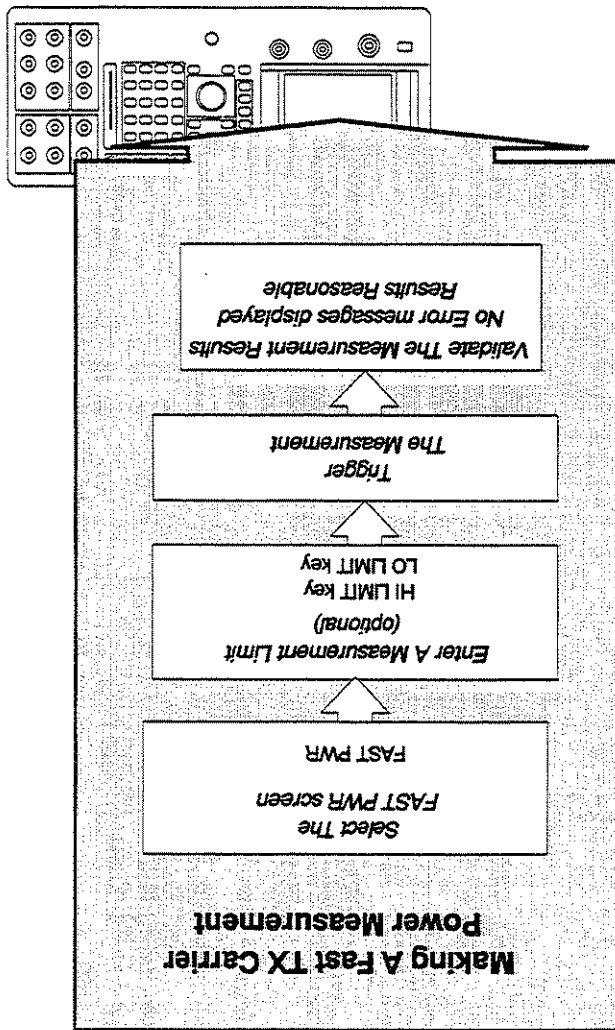 Making A Fast TX Carrier
Power Measurement
Select The
FAST PWR screen
FAST PWR
Enter A Measurement Limit
(optional)
HI LIMIT key
LO LIMIT key
Trigger
The Measurement
Validate The Measurement Results
No Error messages displayed
Results Reasonable